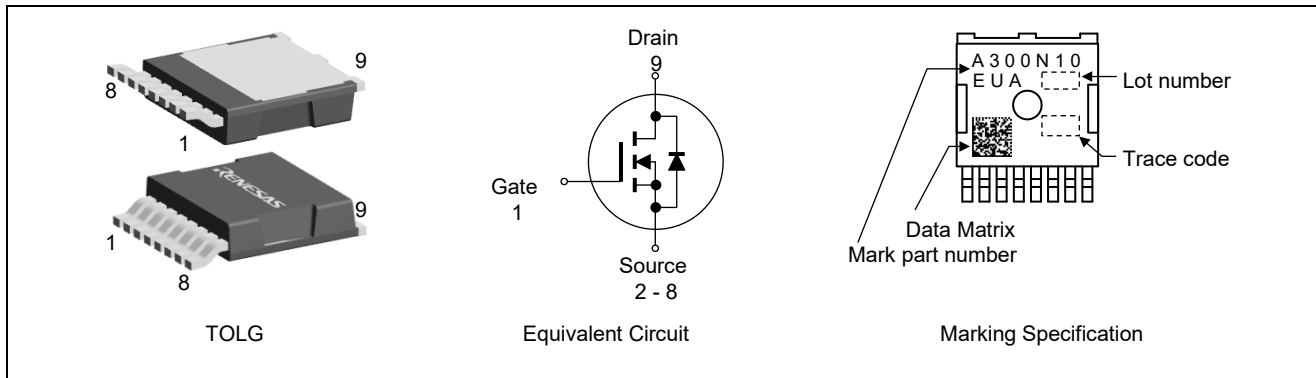 9
8
1
RENESAS
9
1
8
TOLG
Drain
9
Gate
1
Source
2 - 8
Equivalent Circuit
A300N10
EUA
Lot number
Trace code
Data Matrix
Mark part number
Marking Specification